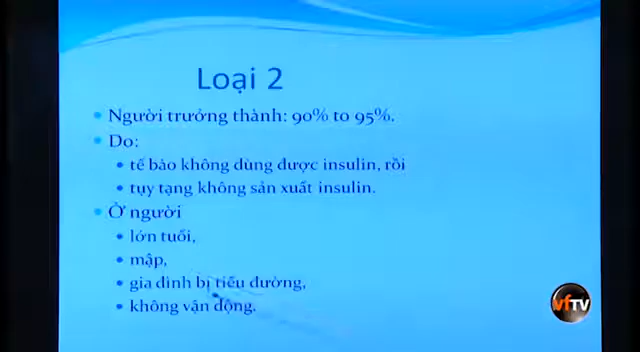 Loại 2
Người trưởng thành: 90% to 95%.
Do:
tế bào không dùng được insulin, rồi
tụy tạng không sản xuất insulin.
Ở người
lớn tuổi,
mập,
gia đình bị tiểu đường,
không vận động.
vfTV